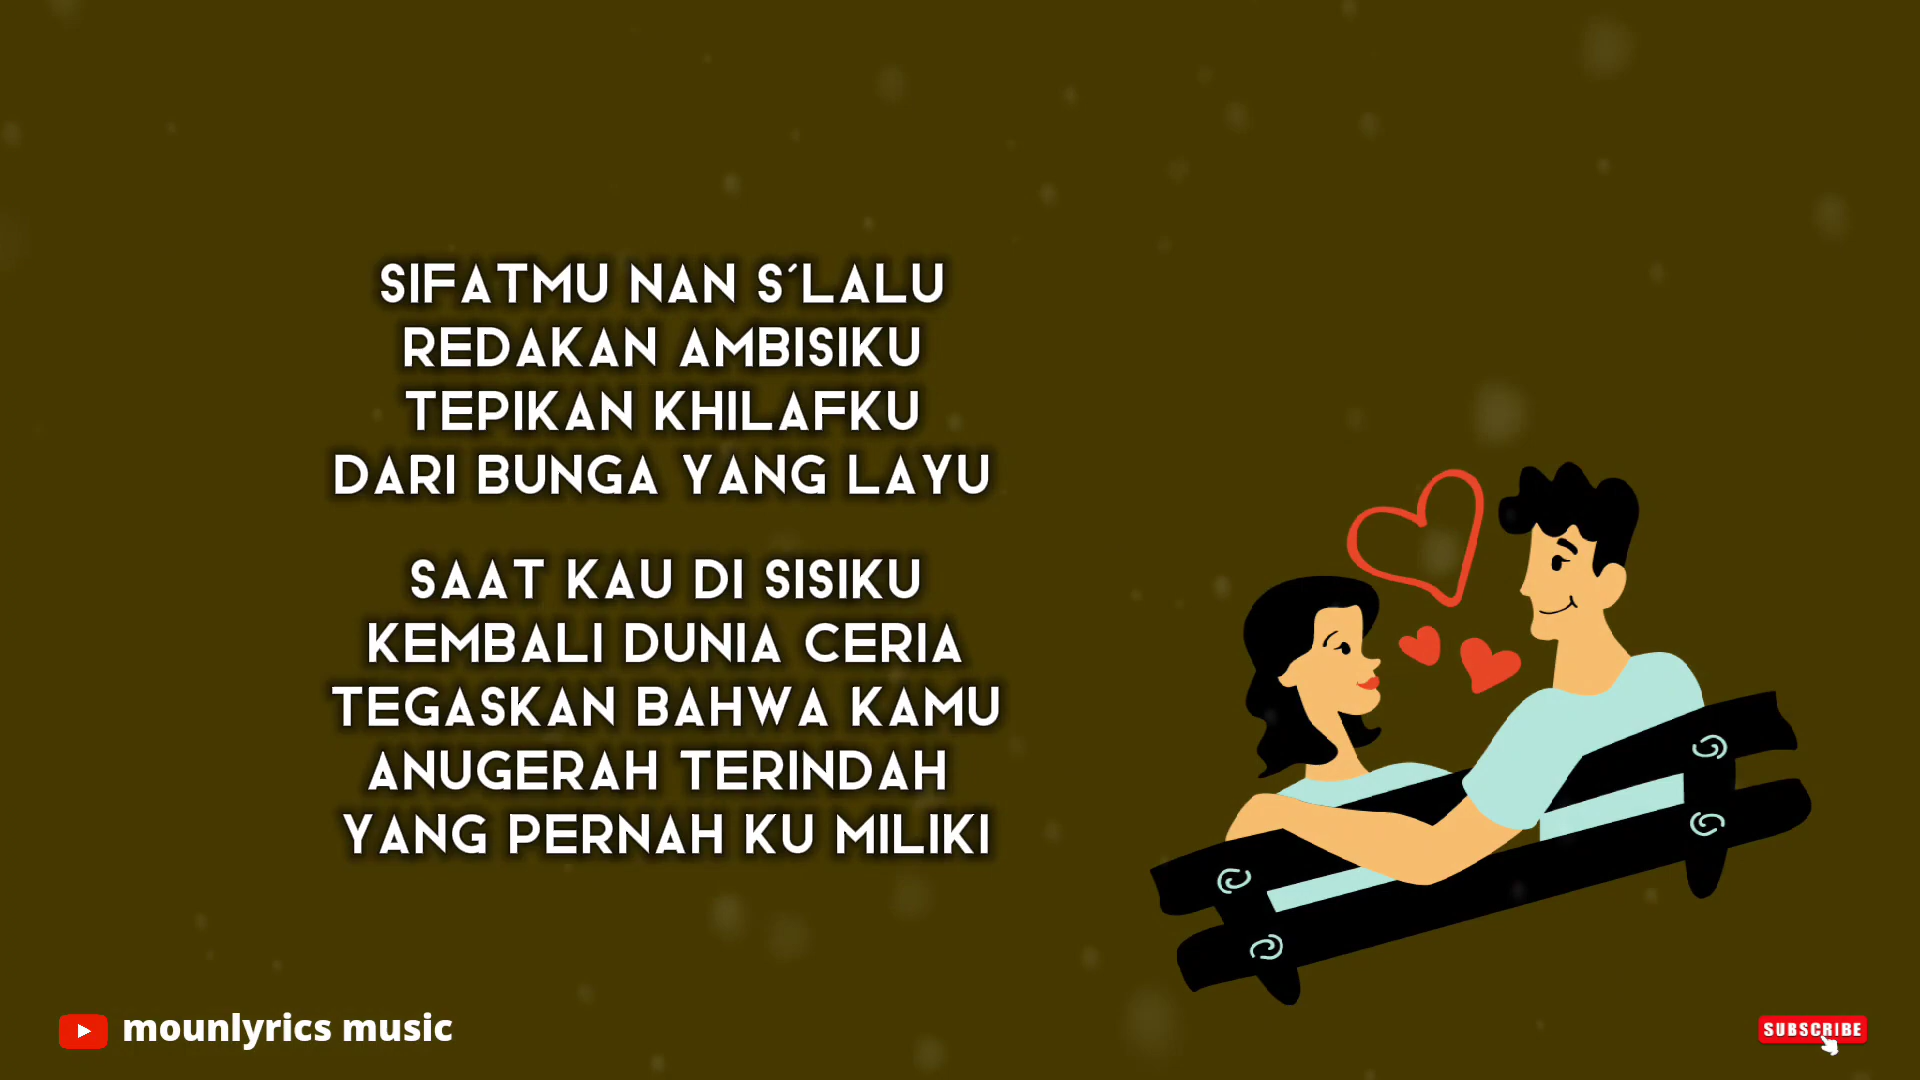 SIFATMU NAN S´LALU
REDAKAN AMBISIKU
TEPIKAN KHILAFKU
DARI BUNGA YANG LAYU
SAAT KAU DI SISIKU
KEMBALI DUNIA CERIA
TEGASKAN BAHWA KAMU
ANUGERAH TERINDAH
YANG PERNAH KU MILIKI
mounlyrics music
SUBSCRIBE